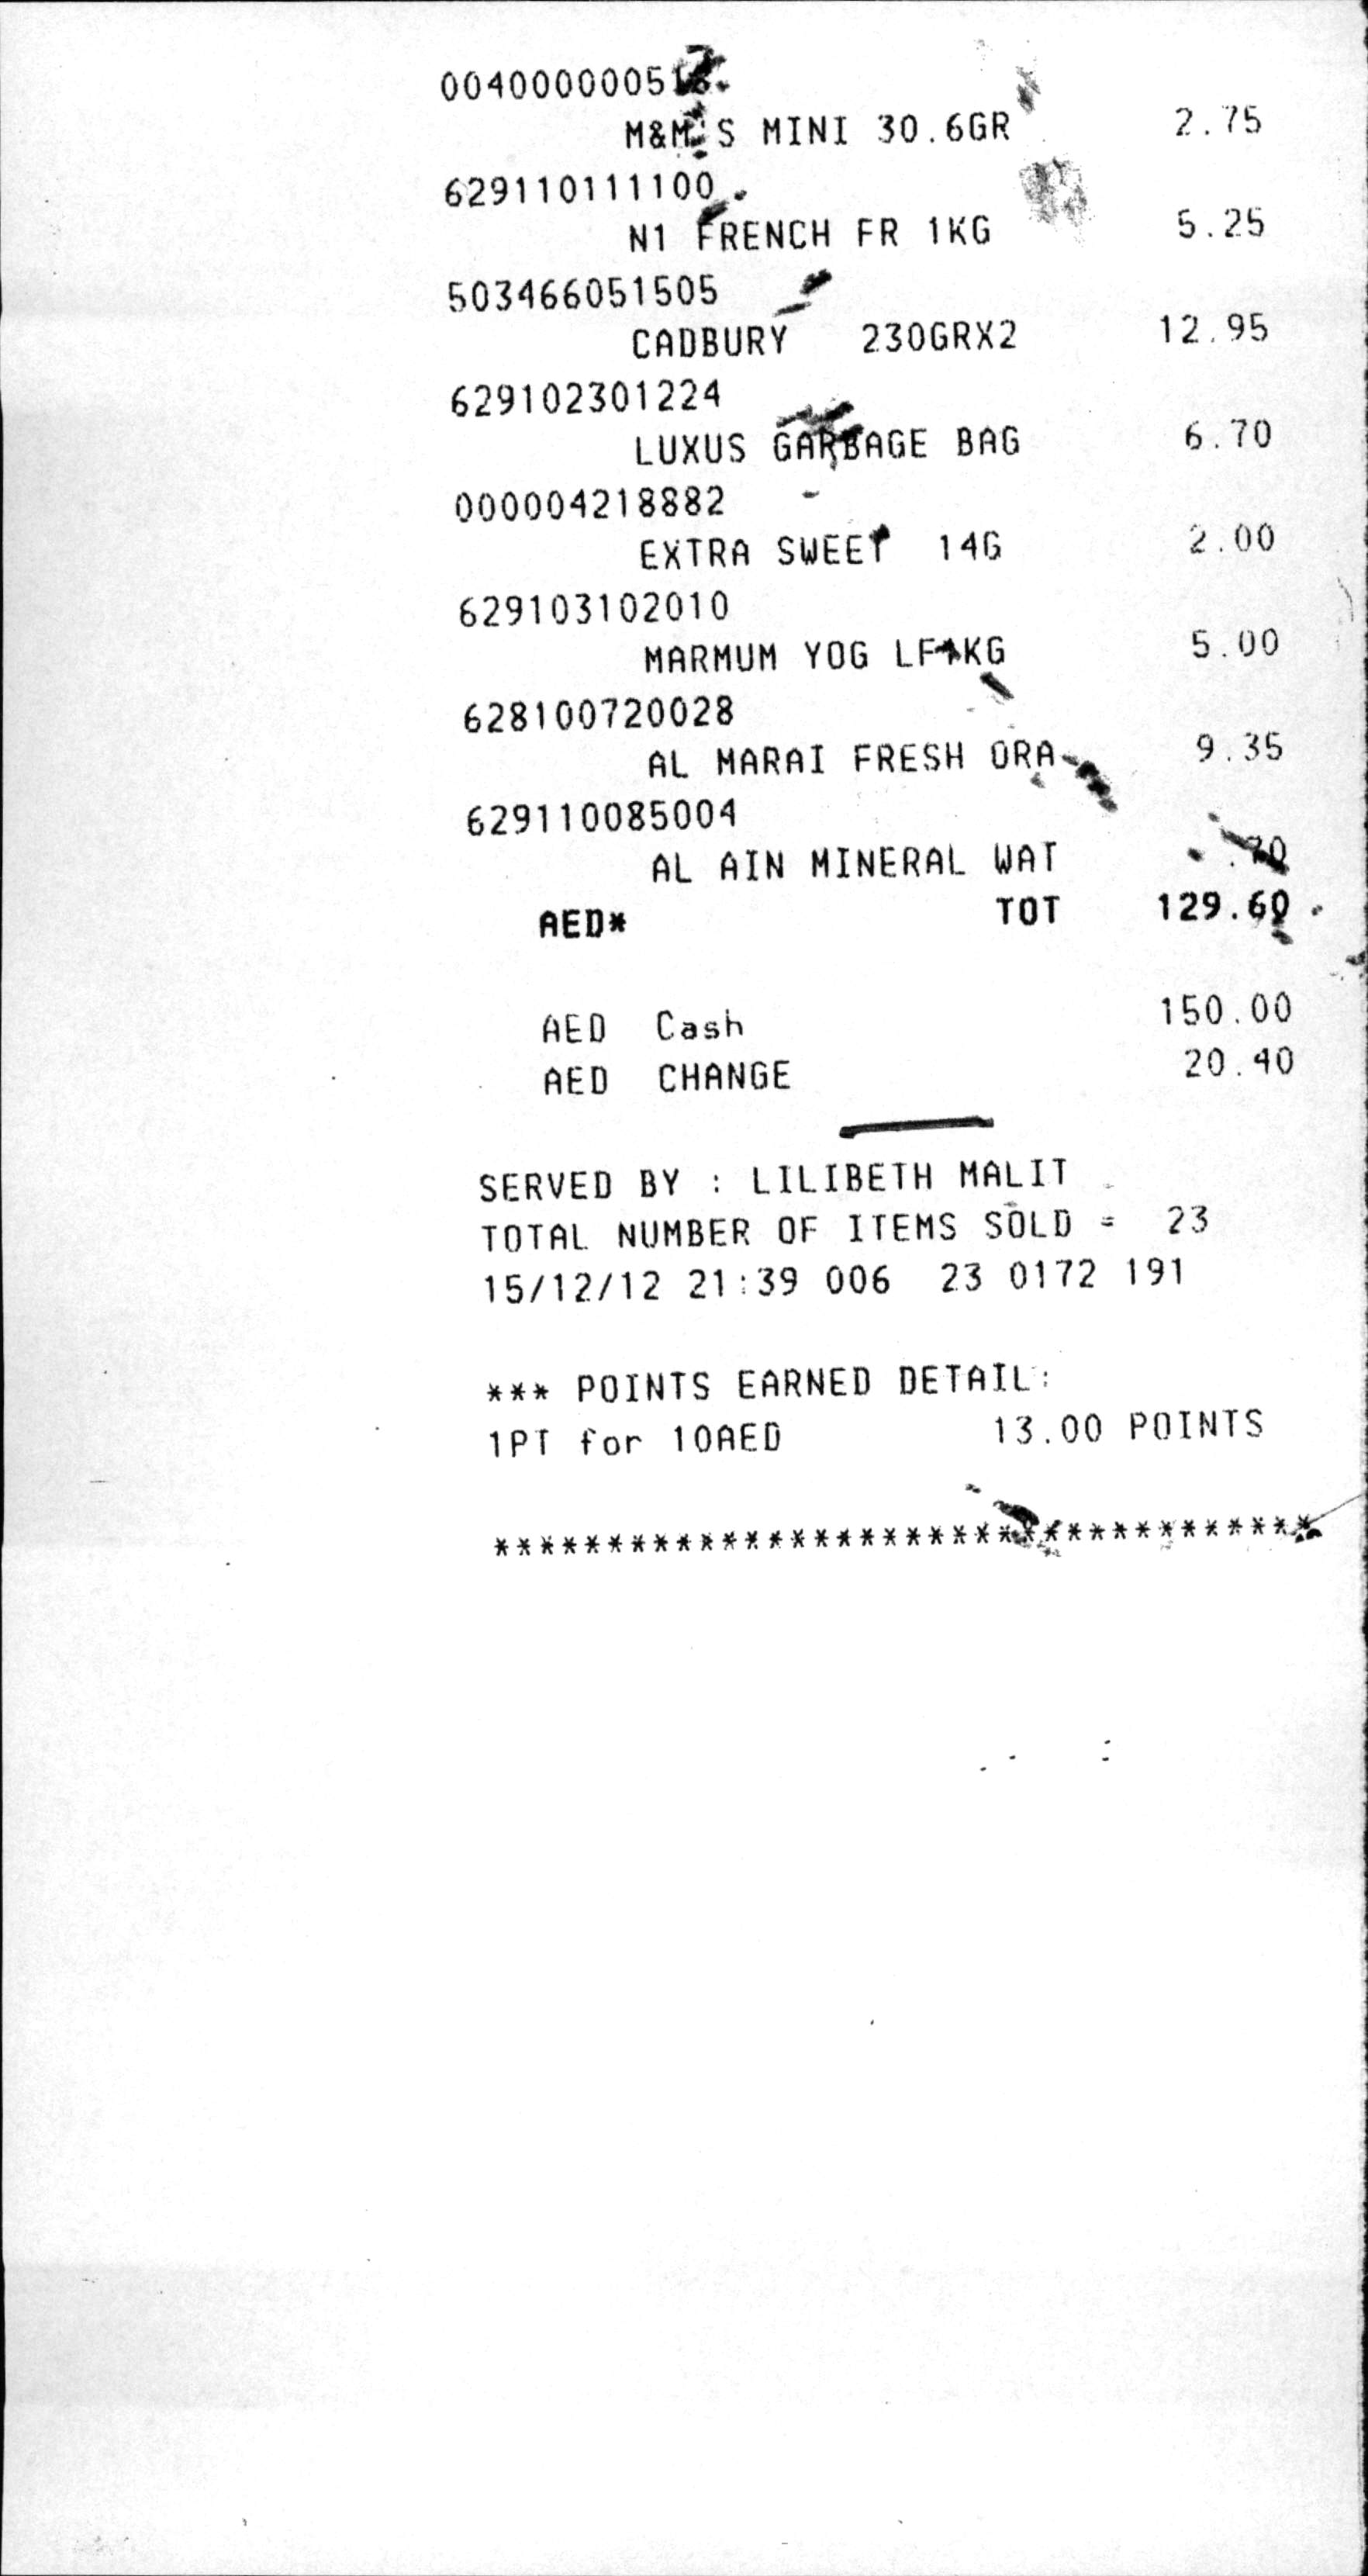 M&M'S MINI 30.6GR 2.75
629110111100
N1 FRENCH FR 1KG 5.25
503466051505
CADBURY 230GRX2 12.95
629102301224
LUXUS GARBAGE BAG 6.70
000004218882
EXTRA SWEET 14G 2.00
629103102010
MARMUM YOG LF1KG 5.00
628100720028
AL MARAI FRESH ORA 9.35
629110085004
AL AIN MINERAL WAT
AED* TOT 129.60
AED Cash 150.00
AED CHANGE 20.40
SERVED BY : LILIBETH MALIT
TOTAL NUMBER OF ITEMS SOLD = 23
15/12/12 21:39 006 23 0172 191
*** POINTS EARNED DETAIL:
1PT for 10AED 13.00 POINTS
************************************